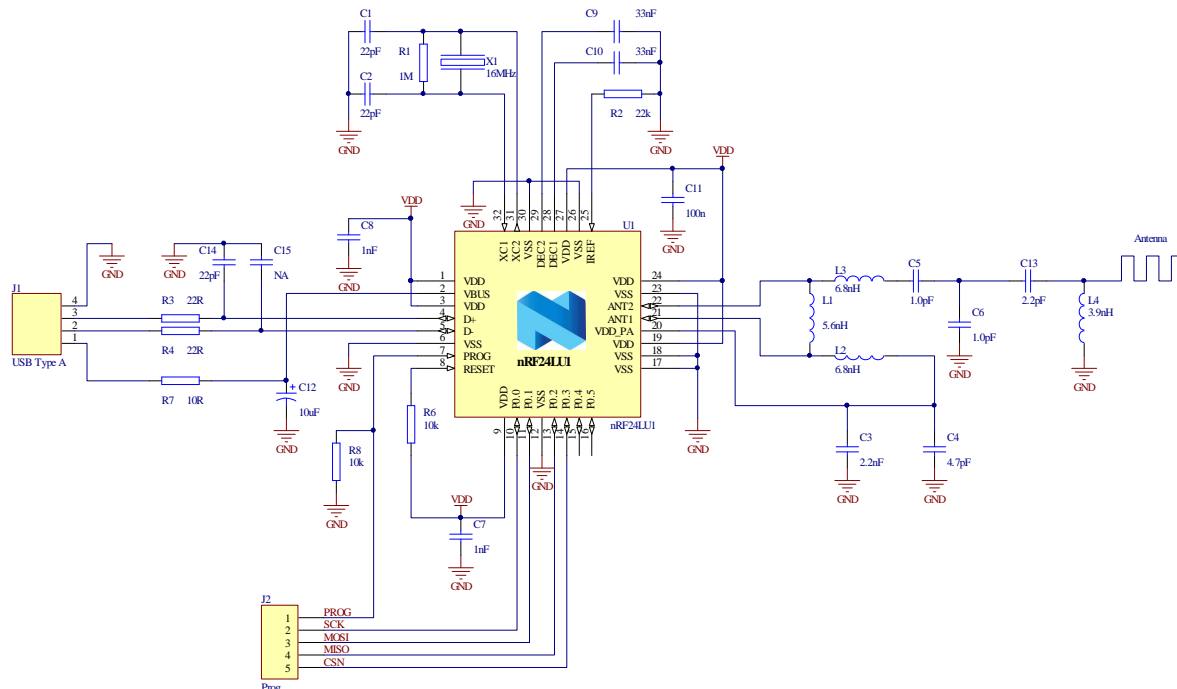 C1
22pF
R1
1M
X1
16MHz
C2
22pF
GND
C9
33nF
C10
33nF
R2 22k
GND
VDD
C11
100n
GND
GND
VDD
C8
1nF
GND
U1
32
31
30
29
28
27
26
25
XC1
XC2
VSS
DEC2
DEC1
VDD
VSS
IREF
1 VDD
2 VBUS
3 VDD
4 D+
5 D-
6 VSS
7 PROG
8 RESET
VDD 24
VSS 23
ANT2 22
ANT1 21
VDD_PA 20
VDD 19
VSS 18
VSS 17
nRF24LU1
VDD
P0.0
P0.1
VSS
P0.2
P0.3
P0.4
P0.5
9
10
11
12
13
14
15
16
nRF24LU1
GND
GND
GND
GND
C14
22pF
C15
NA
J1
4
3
2
1
USB Type A
R3 22R
R4 22R
R7 10R
C12
+
10uF
GND
GND
R6
10k
R8
10k
GND
VDD
C7
1nF
GND
J2
1 PROG
2 SCK
3 MOSI
4 MISO
5 CSN
Prog
L3
6.8nH
L1
5.6nH
L2
6.8nH
C5
1.0pF
C6
1.0pF
GND
C13
2.2pF
L4
3.9nH
GND
Antenna
C3
2.2nF
GND
C4
4.7pF
GND